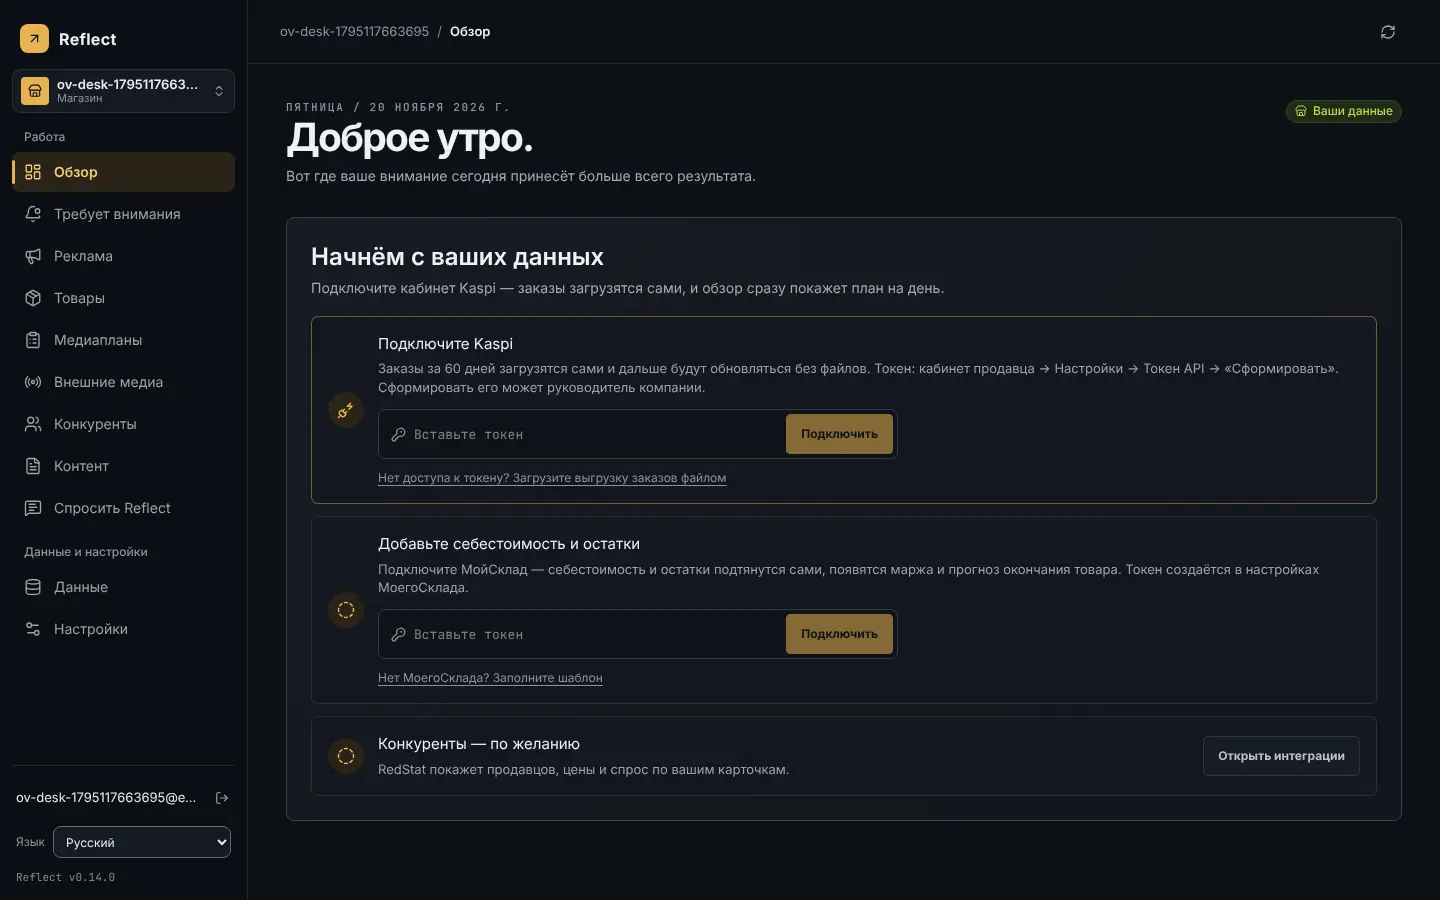 Reflect
ov-desk-1795117663...
Магазин
Работа
Обзор
Требует внимания
Реклама
Товары
Медиапланы
Внешние медиа
Конкуренты
Контент
Спросить Reflect
Данные и настройки
Данные
Настройки
ov-desk-1795117663695@e...
Язык
Русский
Reflect v0.14.0
ov-desk-1795117663695 / Обзор
ПЯТНИЦА / 20 НОЯБРЯ 2026 Г.
Доброе утро.
Вот где ваше внимание сегодня принесёт больше всего результата.
Ваши данные
Начнём с ваших данных
Подключите кабинет Kaspi — заказы загрузятся сами, и обзор сразу покажет план на день.
Подключите Kaspi
Заказы за 60 дней загрузятся сами и дальше будут обновляться без файлов. Токен: кабинет продавца → Настройки → Токен API → «Сформировать».
Сформировать его может руководитель компании.
Вставьте токен
Подключить
Нет доступа к токену? Загрузите выгрузку заказов файлом
Добавьте себестоимость и остатки
Подключите МойСклад — себестоимость и остатки подтянутся сами, появятся маржа и прогноз окончания товара. Токен создаётся в настройках
МоегоСклада.
Вставьте токен
Подключить
Нет МоегоСклада? Заполните шаблон
Конкуренты — по желанию
RedStat покажет продавцов, цены и спрос по вашим карточкам.
Открыть интеграции